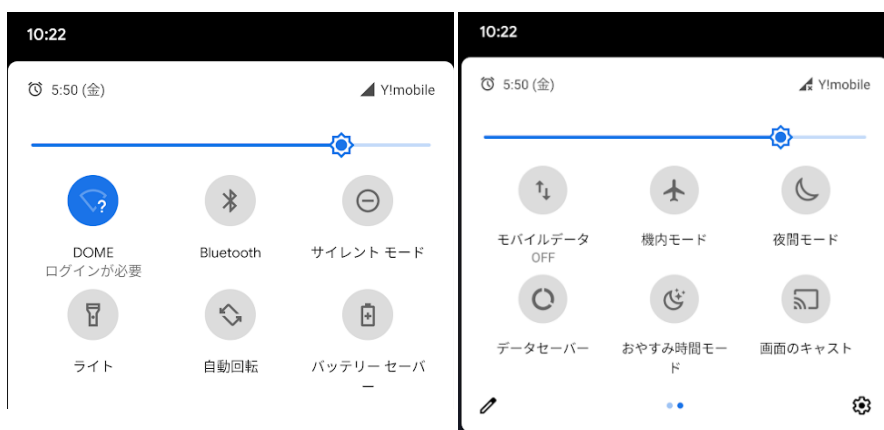 10:22
5:50 (金)
Y!mobile
DOME
ログインが必要
Bluetooth
サイレント モード
ライト
自動回転
バッテリー セーバ
ー
10:22
5:50 (金)
Y!mobile
モバイルデータ
OFF
機内モード
夜間モード
データセーバー
おやすみ時間モー
ド
画面のキャスト